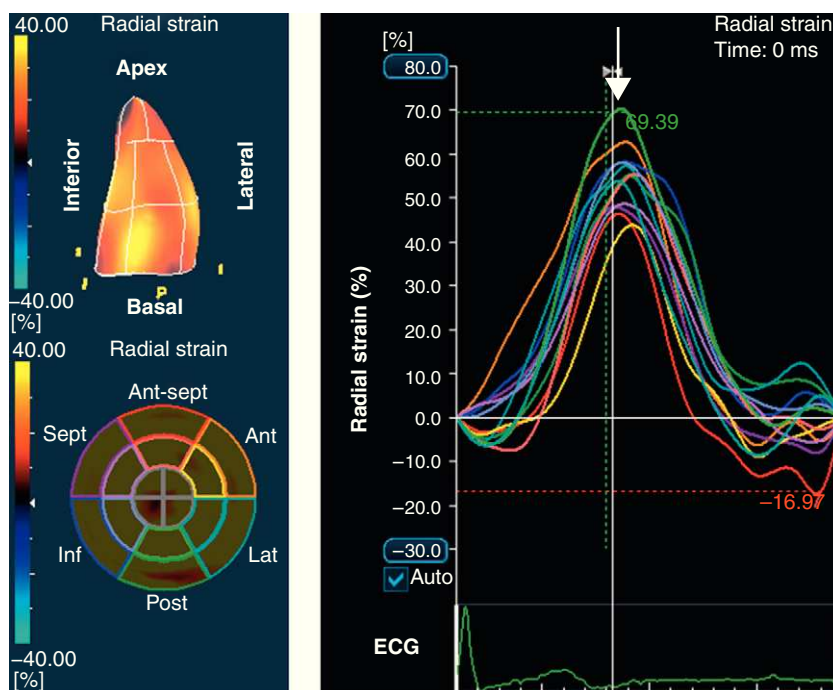 40.00 Radial strain
Apex
Inferior
Lateral
Basal
−40.00
[%]
S
I
P
I
40.00 Radial strain
Ant-sept
Sept
Ant
Inf
Lat
Post
−40.00
[%]
Radial strain
Time: 0 ms
[%]
80.0
70.0
69.39
60.0
50.0
40.0
30.0
20.0
10.0
0.0
−10.0
−20.0
−16.97
−30.0
Auto
Radial strain (%)
ECG